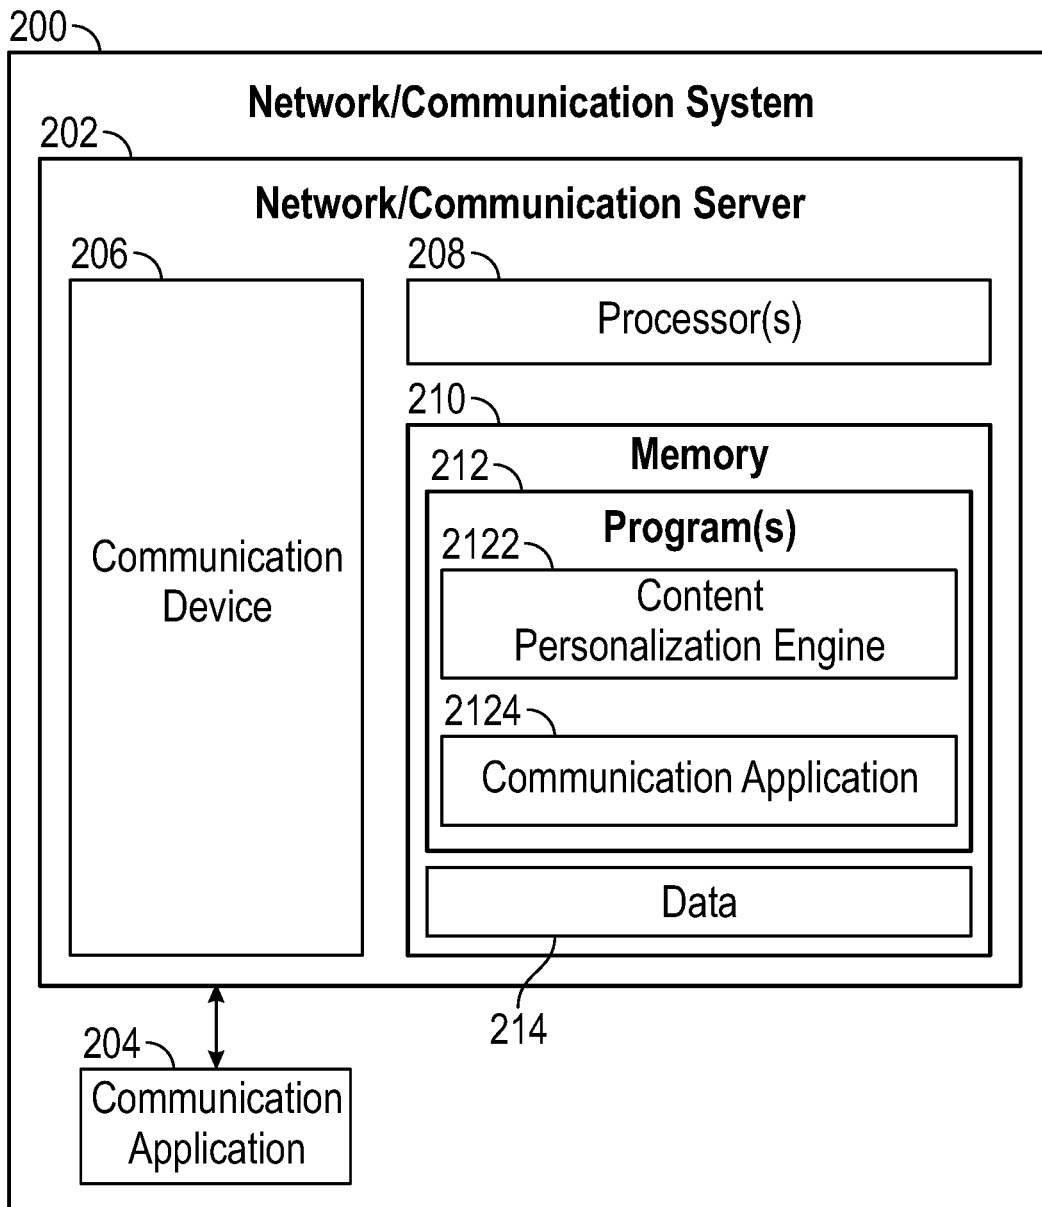 200
Network/Communication System
202
Network/Communication Server
206
208
Processor(s)
210
Memory
212
Program(s)
2122
Content
Personalization Engine
2124
Communication Application
Communication
Device
Data
214
204
Communication
Application